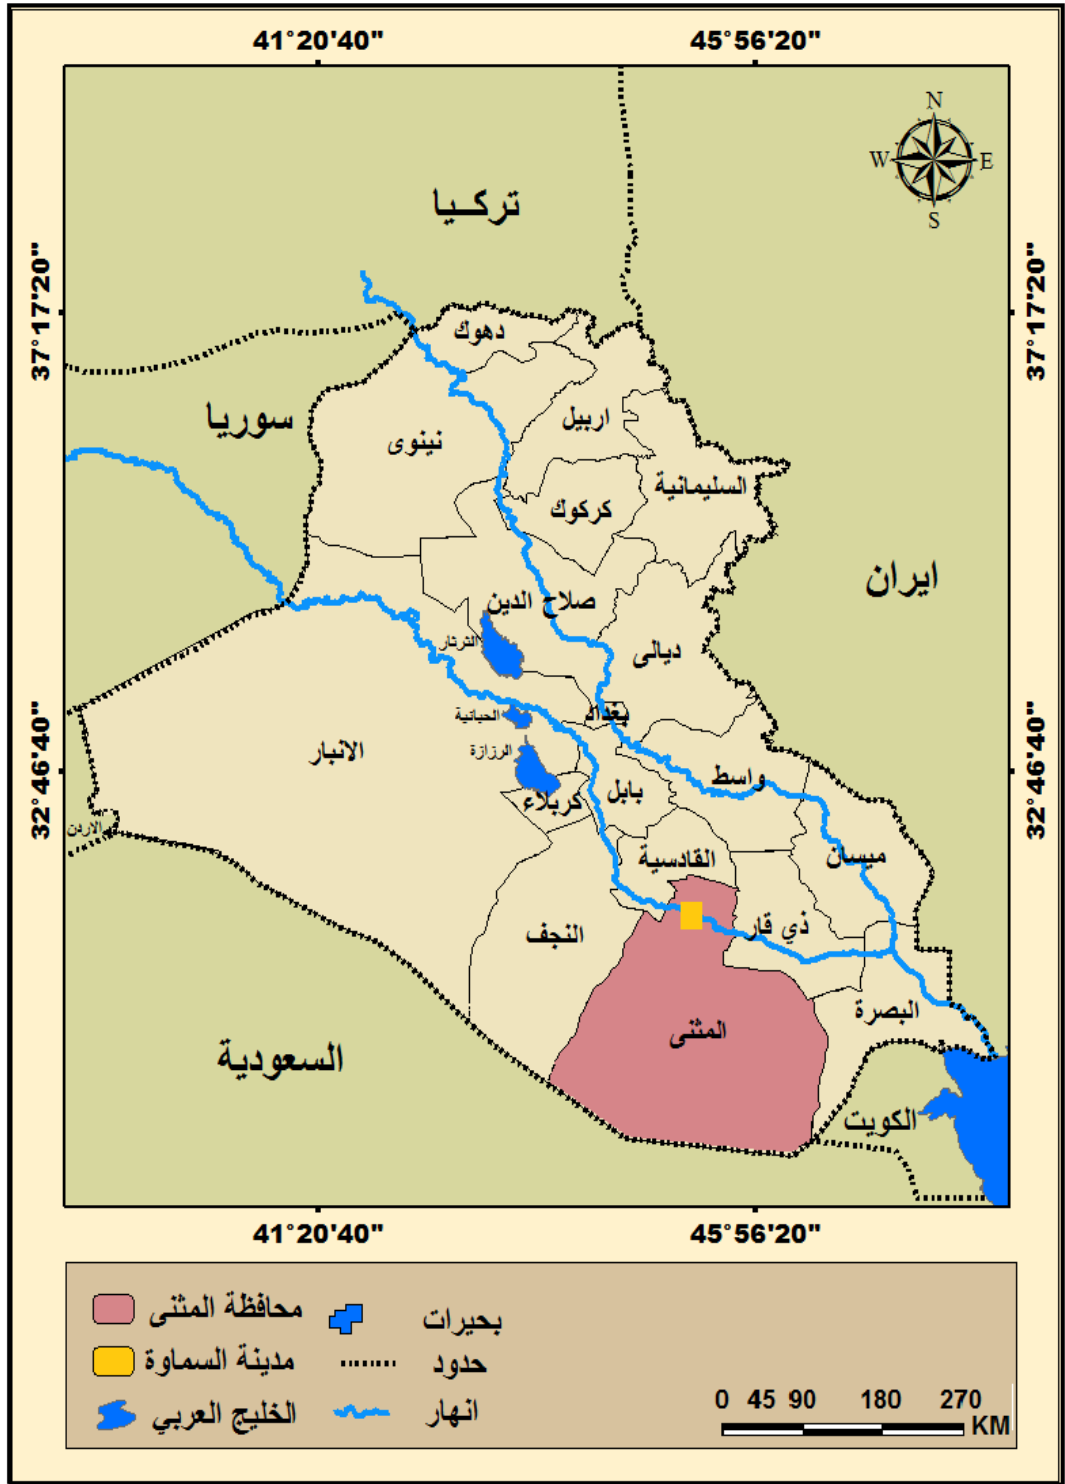 41°20'40" 45°56'20"
N
W E
S
تركــيا
37°17'20" 37°17'20"
دهوك
سوريا
اربيل
نينوى
السليمانية
كركوك
ايران
صلاح الدين
الثرثار
ديالى
بغداد
الحبانية
الرزازة
الانبار
واسط
32°46'40" 32°46'40"
بابل
كربلاء
الاردن
القادسية
ميسان
ذي قار
النجف
البصرة
المثنى
السعودية
الكويت
41°20'40" 45°56'20"
محافظة المثنى
بحيرات
مدينة السماوة
حدود
الخليج العربي
انهار
0 45 90 180 270
KM